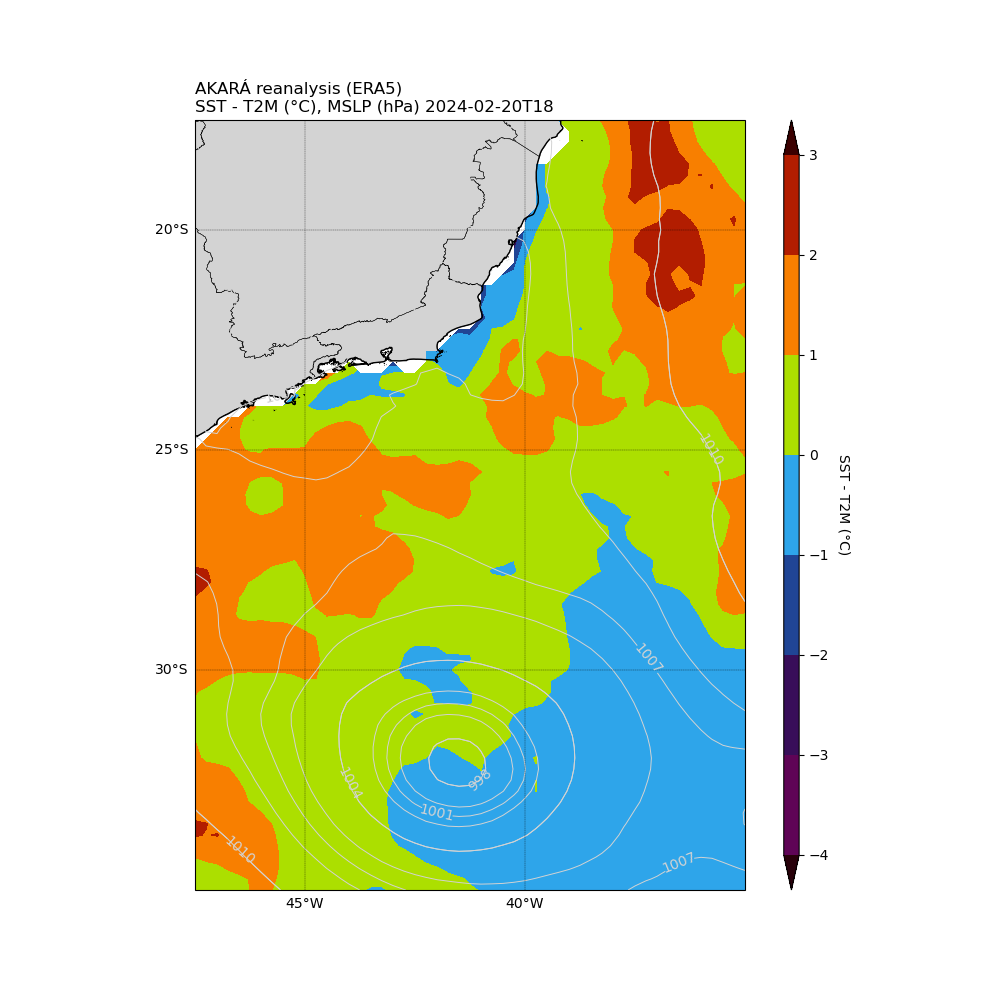 AKARÁ reanalysis (ERA5)
SST - T2M (°C), MSLP (hPa) 2024-02-20T18
20°S
25°S
30°S
45°W
40°W
1010
1007
1004
998
1001
1010
1007
3
2
1
0
−1
−2
−3
−4
SST - T2M (°C)